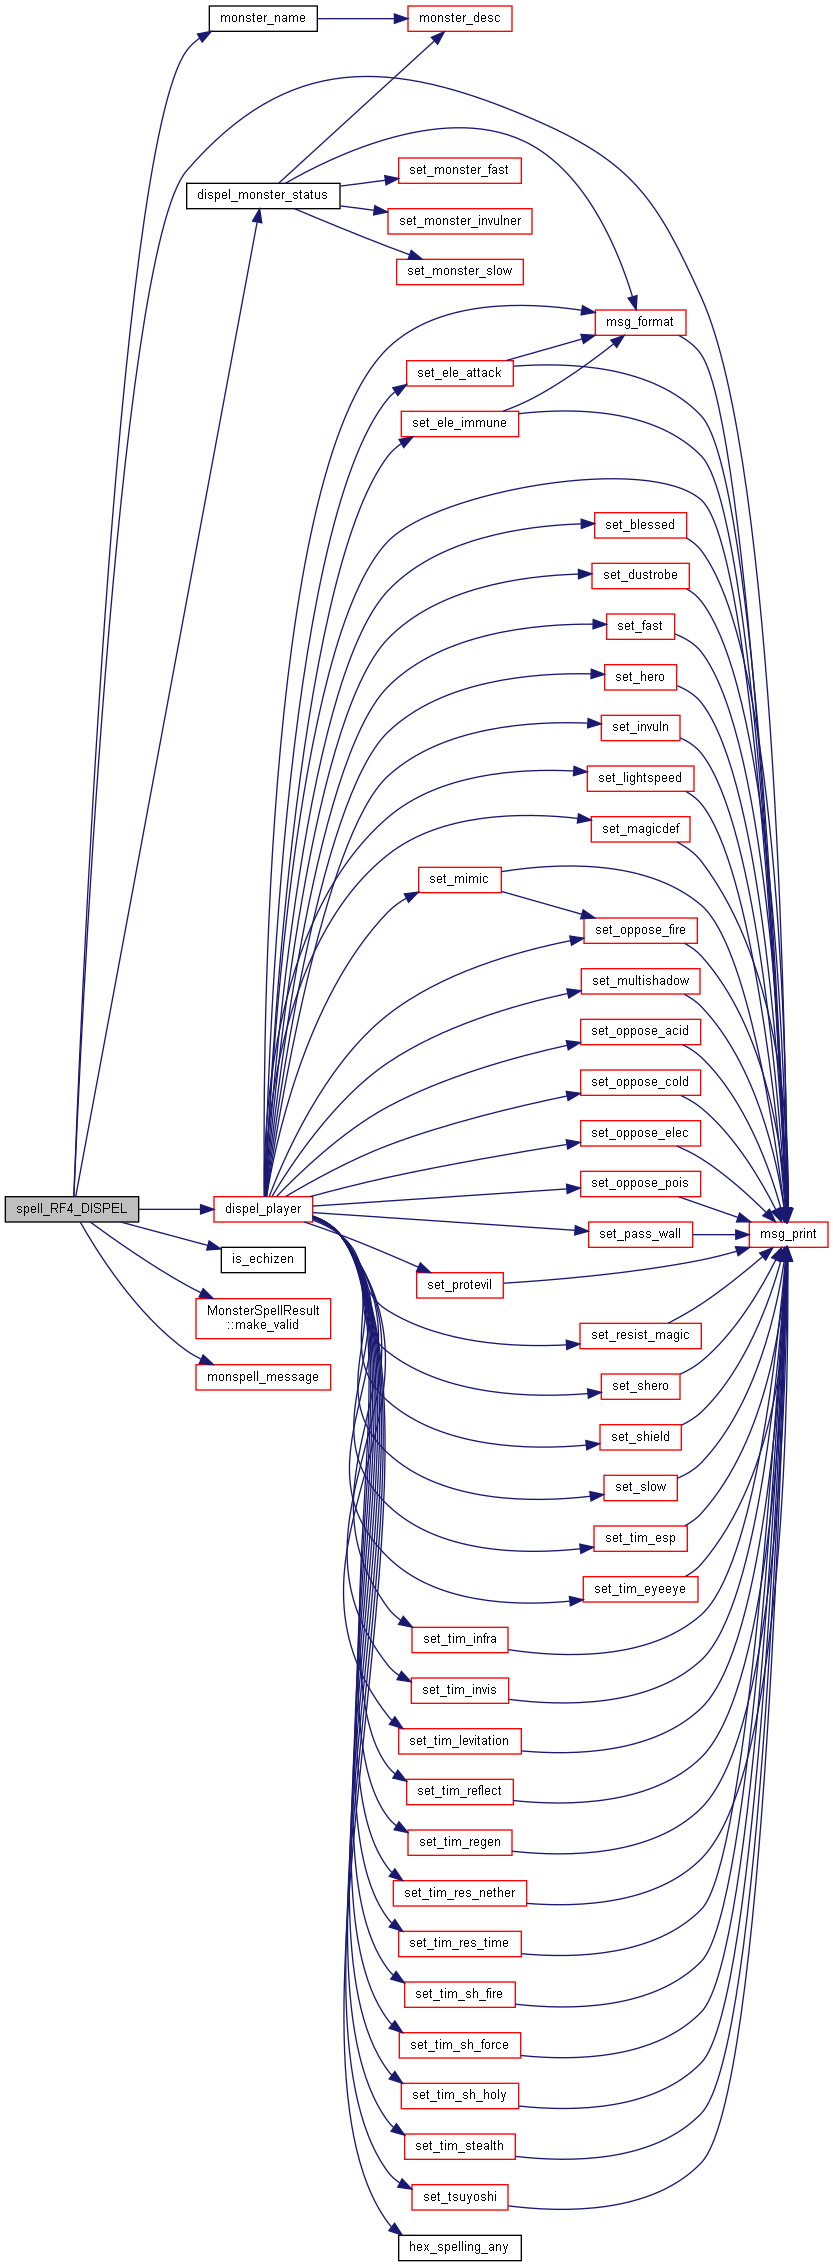 monster_name
monster_desc
set_monster_fast
dispel_monster_status
set_monster_invulner
set_monster_slow
msg_format
set_ele_attack
set_ele_immune
set_blessed
set_dustrobe
set_fast
set_hero
set_invuln
set_lightspeed
set_magicdef
set_mimic
set_oppose_fire
set_multishadow
set_oppose_acid
set_oppose_cold
set_oppose_elec
set_oppose_pois
spell_RF4_DISPEL
dispel_player
set_pass_wall
msg_print
is_echizen
set_protevil
MonsterSpellResult
::make_valid
set_resist_magic
monspell_message
set_shero
set_shield
set_slow
set_tim_esp
set_tim_eyeeye
set_tim_infra
set_tim_invis
set_tim_levitation
set_tim_reflect
set_tim_regen
set_tim_res_nether
set_tim_res_time
set_tim_sh_fire
set_tim_sh_force
set_tim_sh_holy
set_tim_stealth
set_tsuyoshi
hex_spelling_any